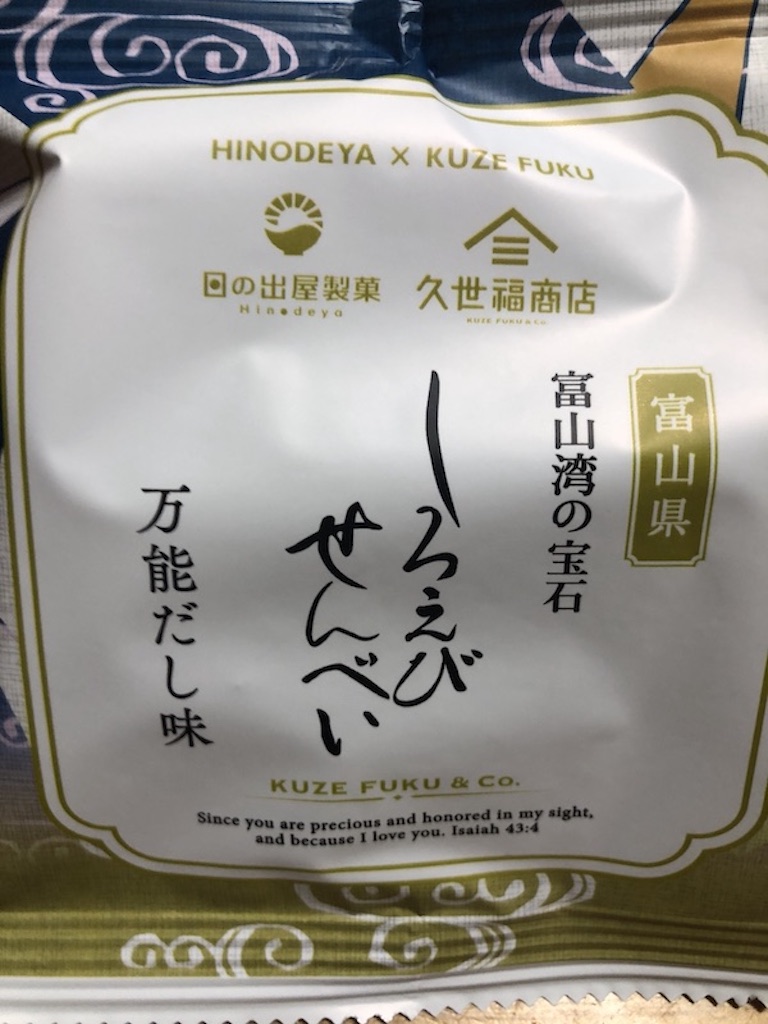 HINODEYA × KUZE FUKU
日の出屋製菓
Hinodeya
久世福商店
KUZE FUKU & Co.
富山県
富山湾の宝石
しろえび
せんべい
万能だし味
KUZE FUKU & Co.
Since you are precious and honored in my sight,
and because I love you. Isaiah 43:4